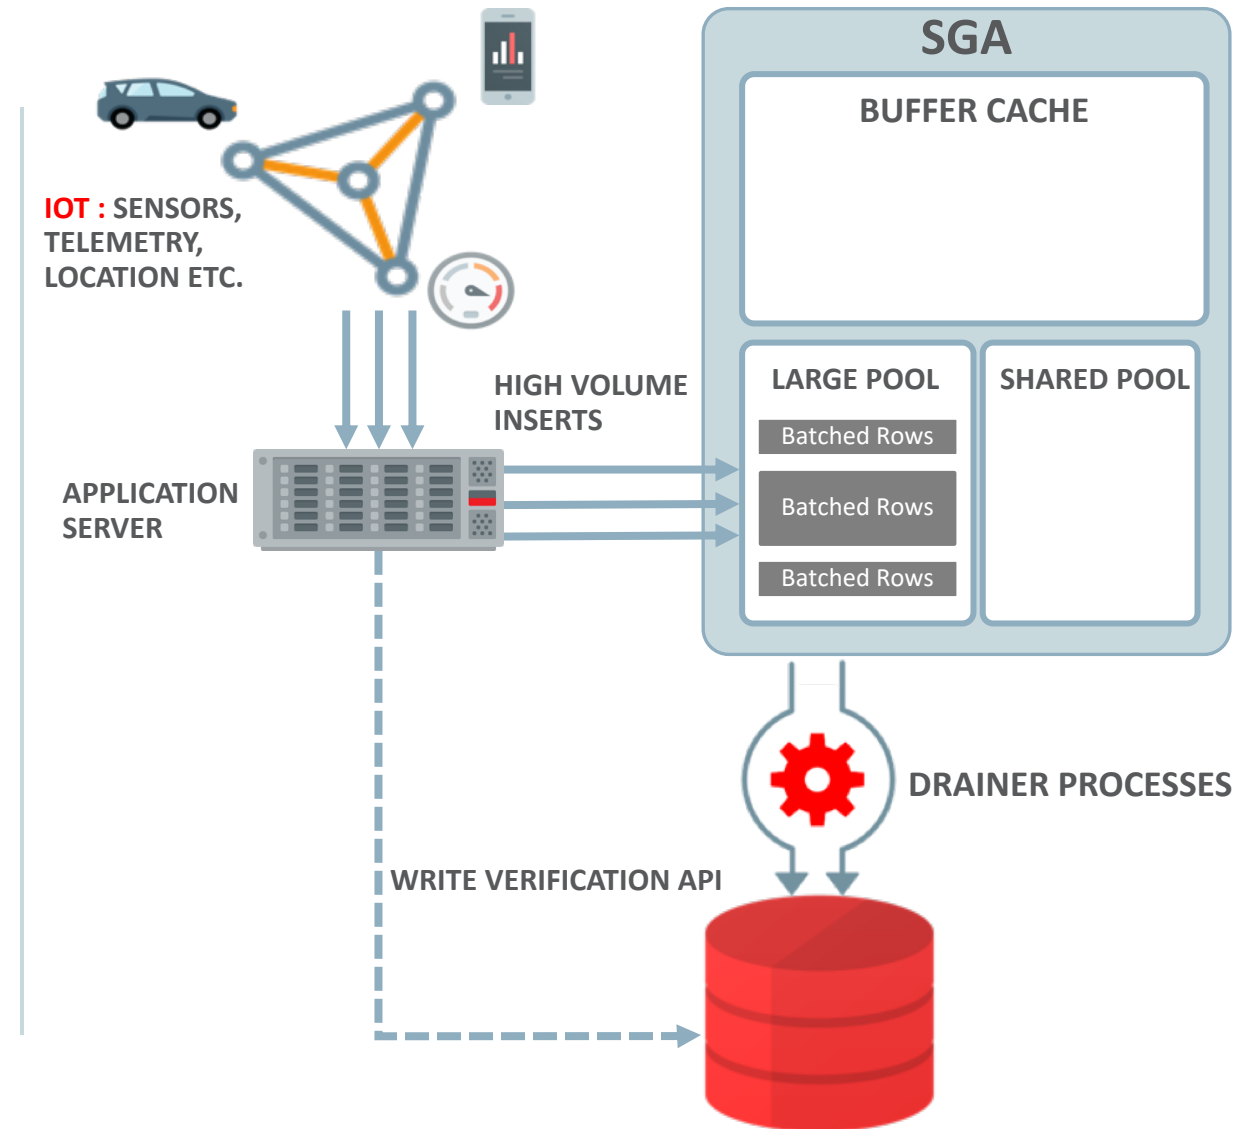 SGA
BUFFER CACHE
IOT : SENSORS,
TELEMETRY,
LOCATION ETC.
HIGH VOLUME
INSERTS
LARGE POOL
SHARED POOL
Batched Rows
Batched Rows
Batched Rows
APPLICATION
SERVER
DRAINER PROCESSES
WRITE VERIFICATION API